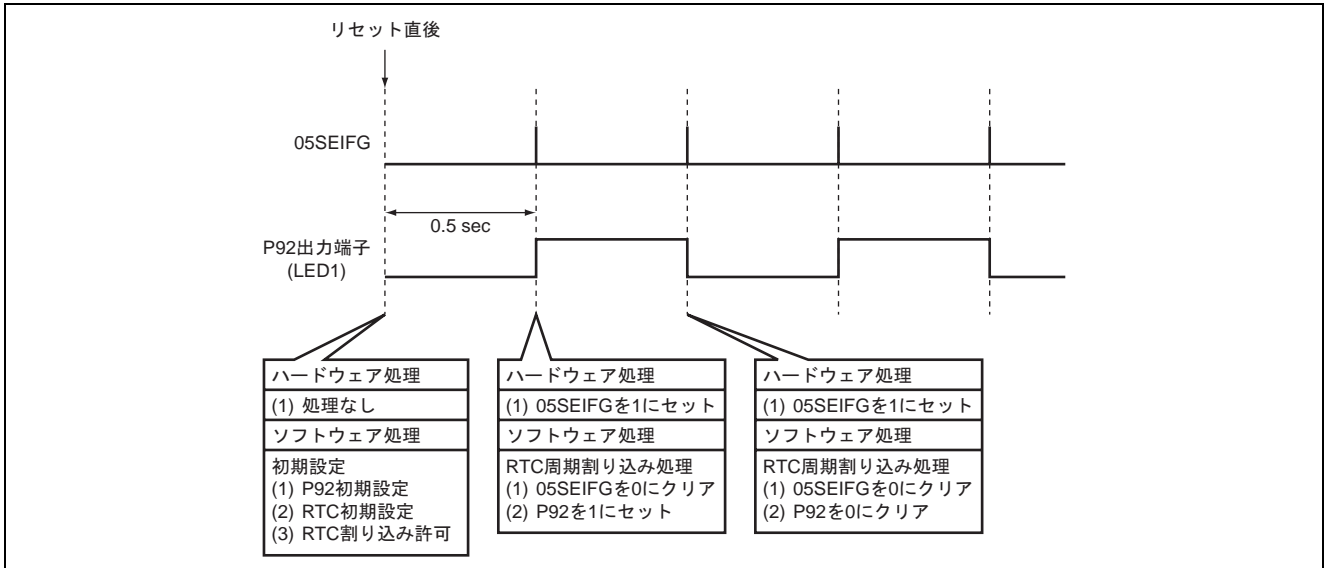 リセット直後
05SEIFG
0.5 sec
P92出力端子
(LED1)
ハードウェア処理
(1) 処理なし
ソフトウェア処理
初期設定
(1) P92初期設定
(2) RTC初期設定
(3) RTC割り込み許可
ハードウェア処理
(1) 05SEIFGを1にセット
ソフトウェア処理
RTC周期割り込み処理
(1) 05SEIFGを0にクリア
(2) P92を1にセット
ハードウェア処理
(1) 05SEIFGを1にセット
ソフトウェア処理
RTC周期割り込み処理
(1) 05SEIFGを0にクリア
(2) P92を0にクリア